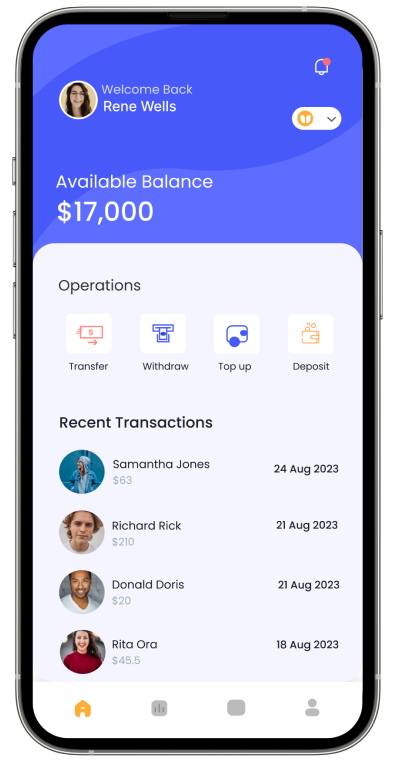 Welcome Back
Rene Wells
Available Balance
$17,000
Operations
Transfer Withdraw Top up Deposit
Recent Transactions
Samantha Jones 24 Aug 2023
$63
Richard Rick 21 Aug 2023
$210
Donald Doris 21 Aug 2023
$20
Rita Ora 18 Aug 2023
$45.5